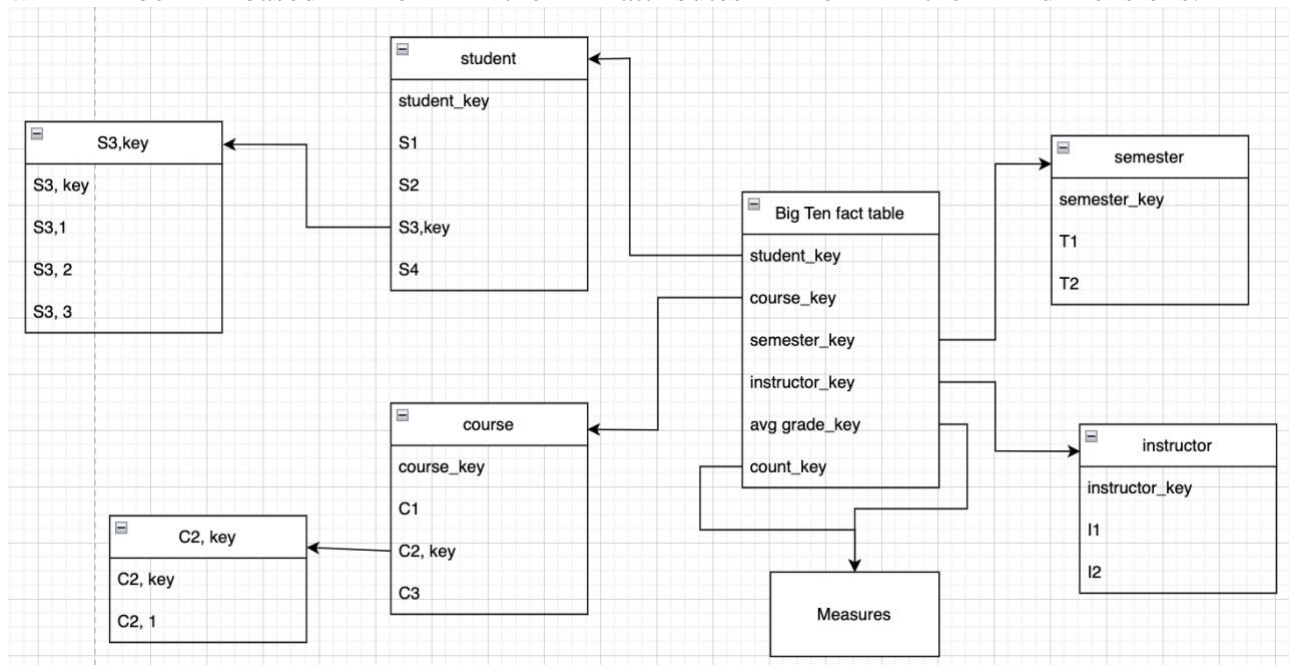 student
student_key
S1
S2
S3,key
S4
S3,key
S3, key
S3,1
S3, 2
S3, 3
Big Ten fact table
student_key
course_key
semester_key
instructor_key
avg grade_key
count_key
semester
semester_key
T1
T2
course
course_key
C1
C2, key
C3
instructor
instructor_key
I1
I2
C2, key
C2, key
C2, 1
Measures